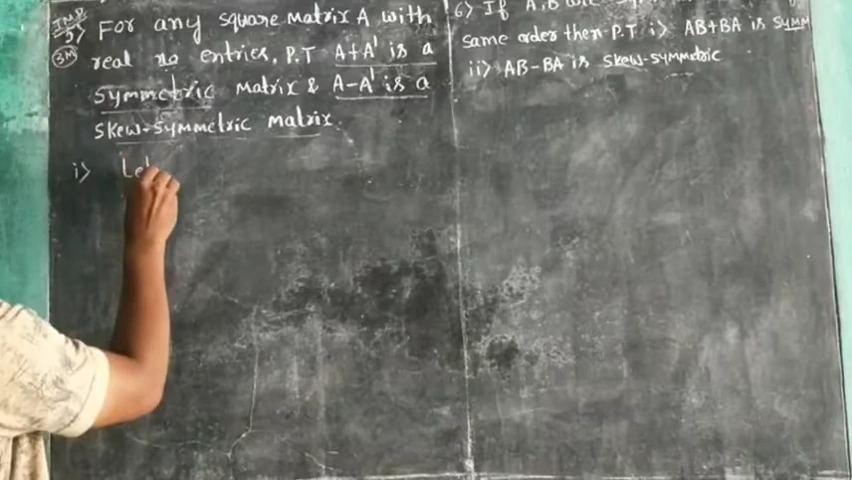 IMP
5) For any square matrix A with
3M real no entries, P.T A+A' is a
symmetric matrix & A-A' is a
skew-symmetric matrix.
i) Let
6) If A,B
same order then P.T i) AB+BA is symm
ii) AB-BA is skew-symmetric